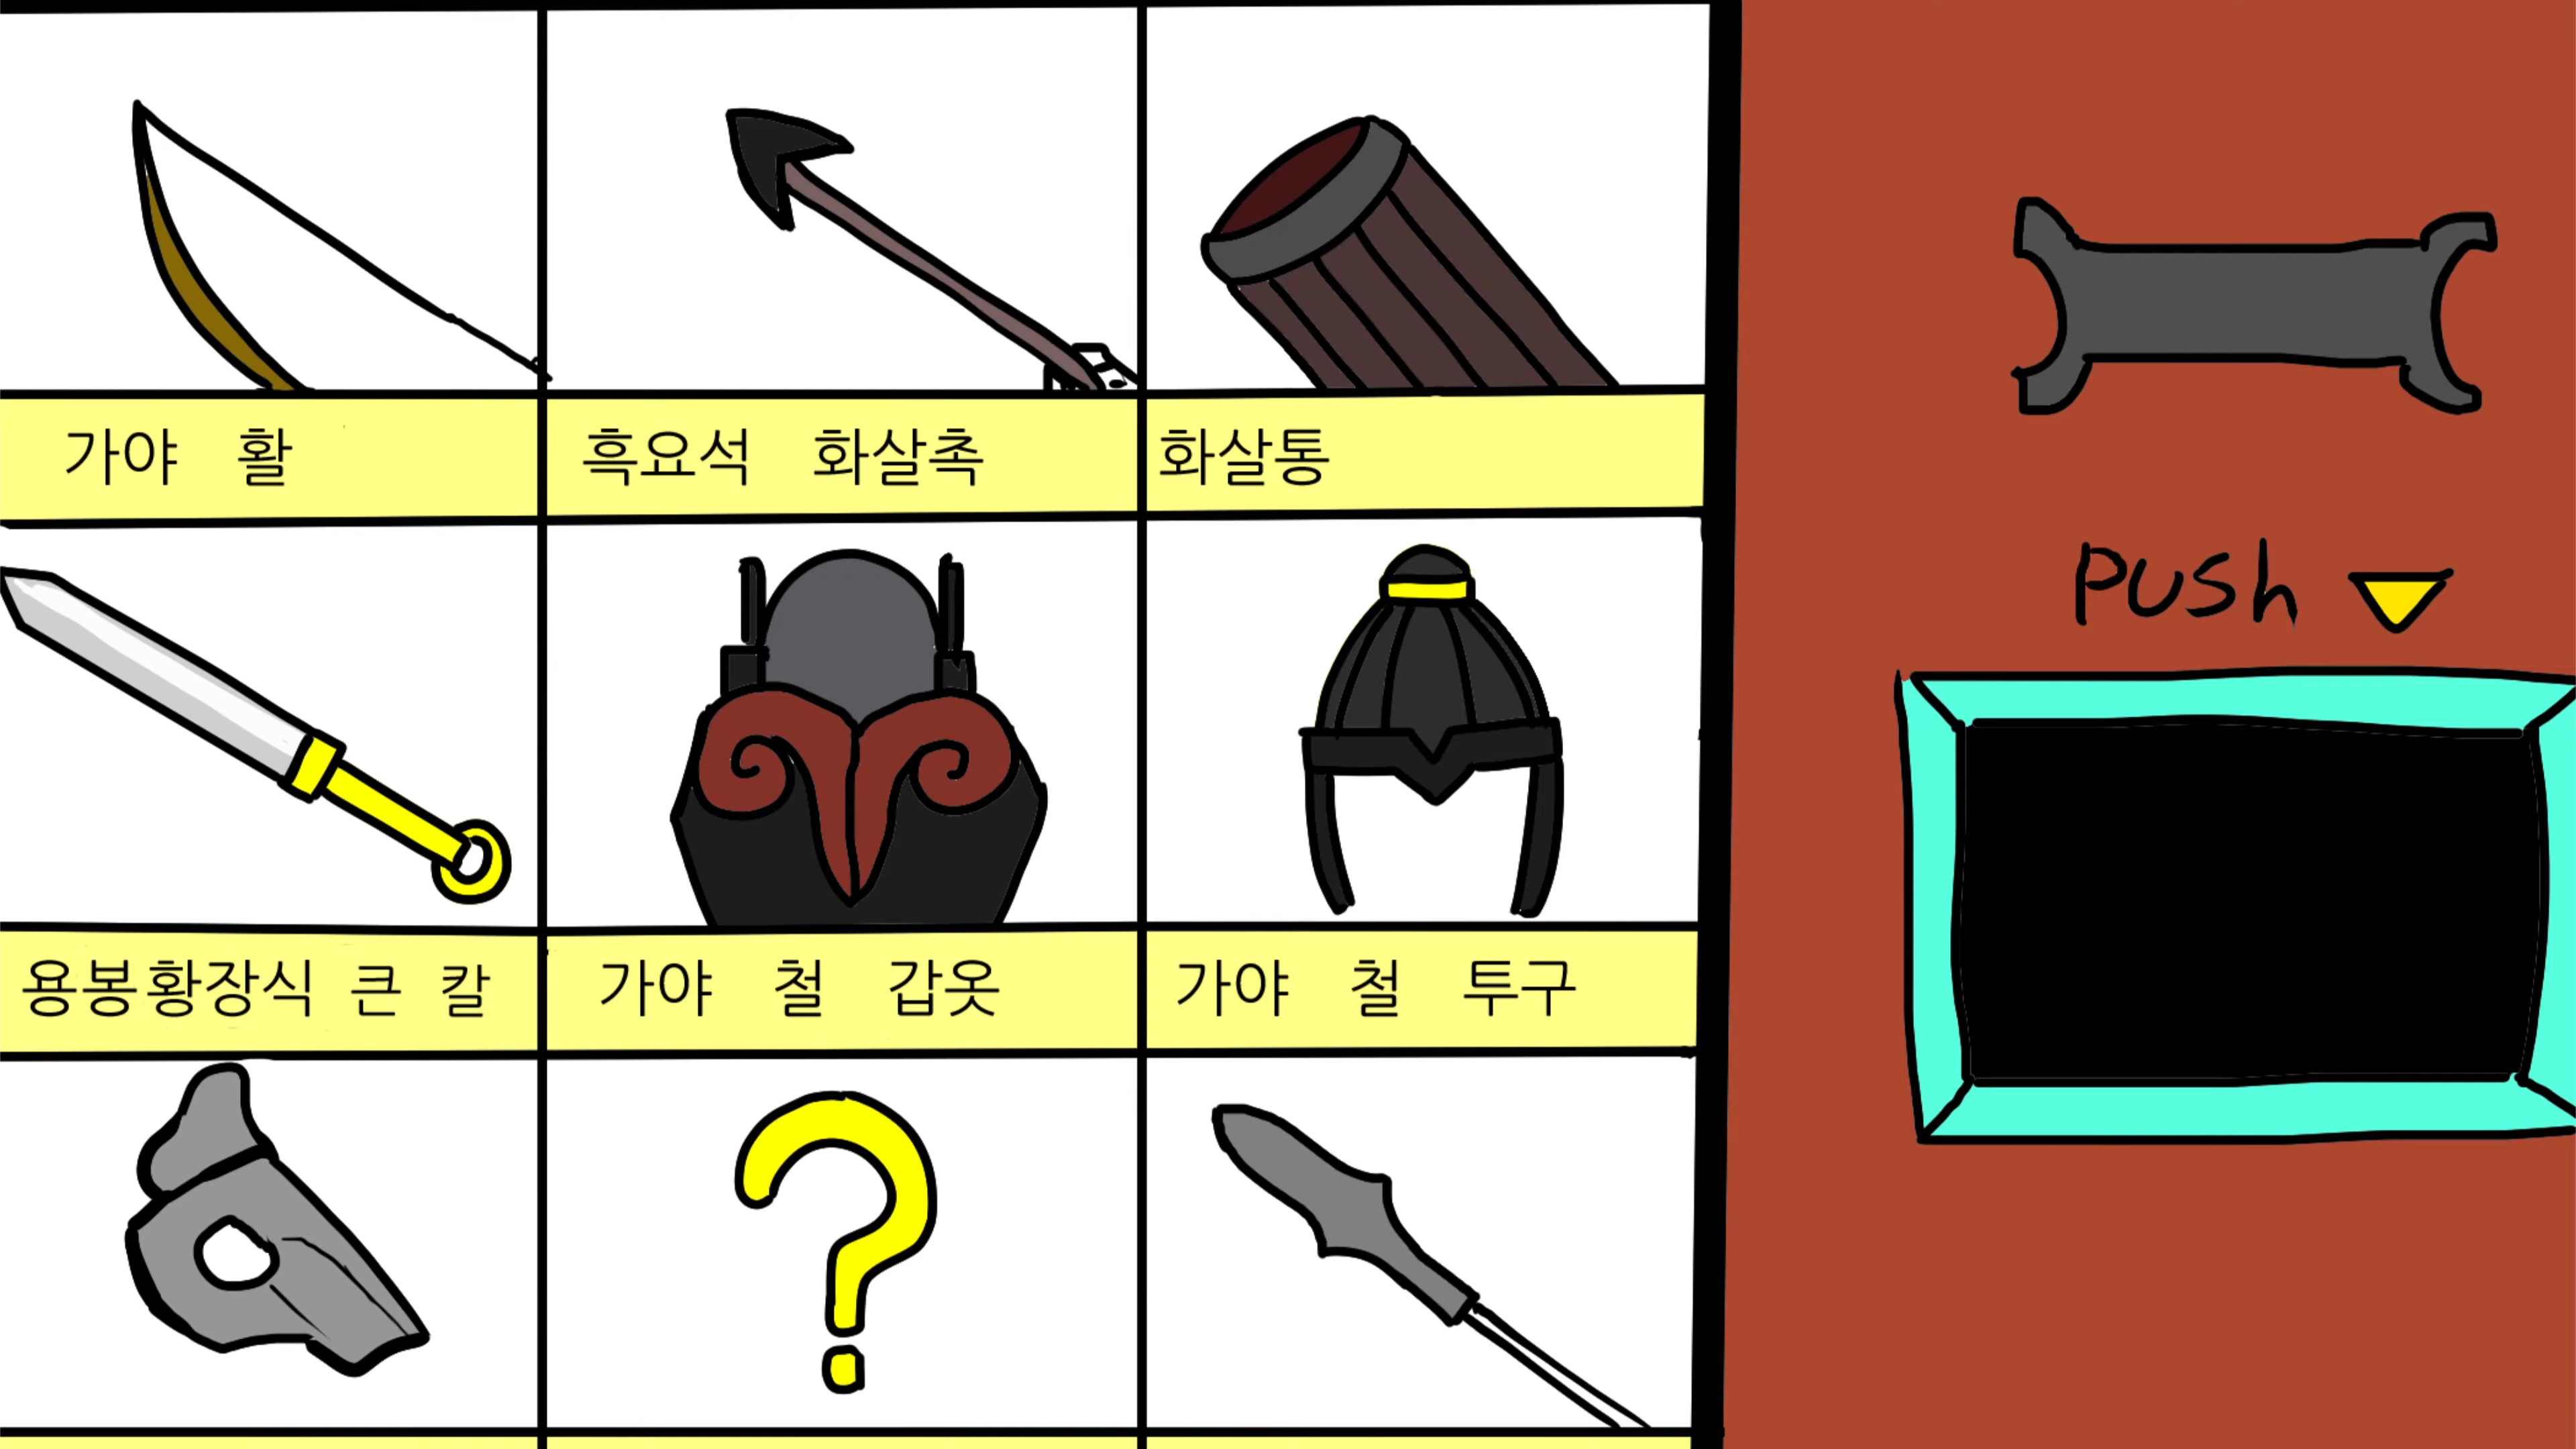 가야 활
흑요석 화살촉
화살통
PUSH
용봉황장식 큰 칼
가야 철 갑옷
가야 철 투구
?